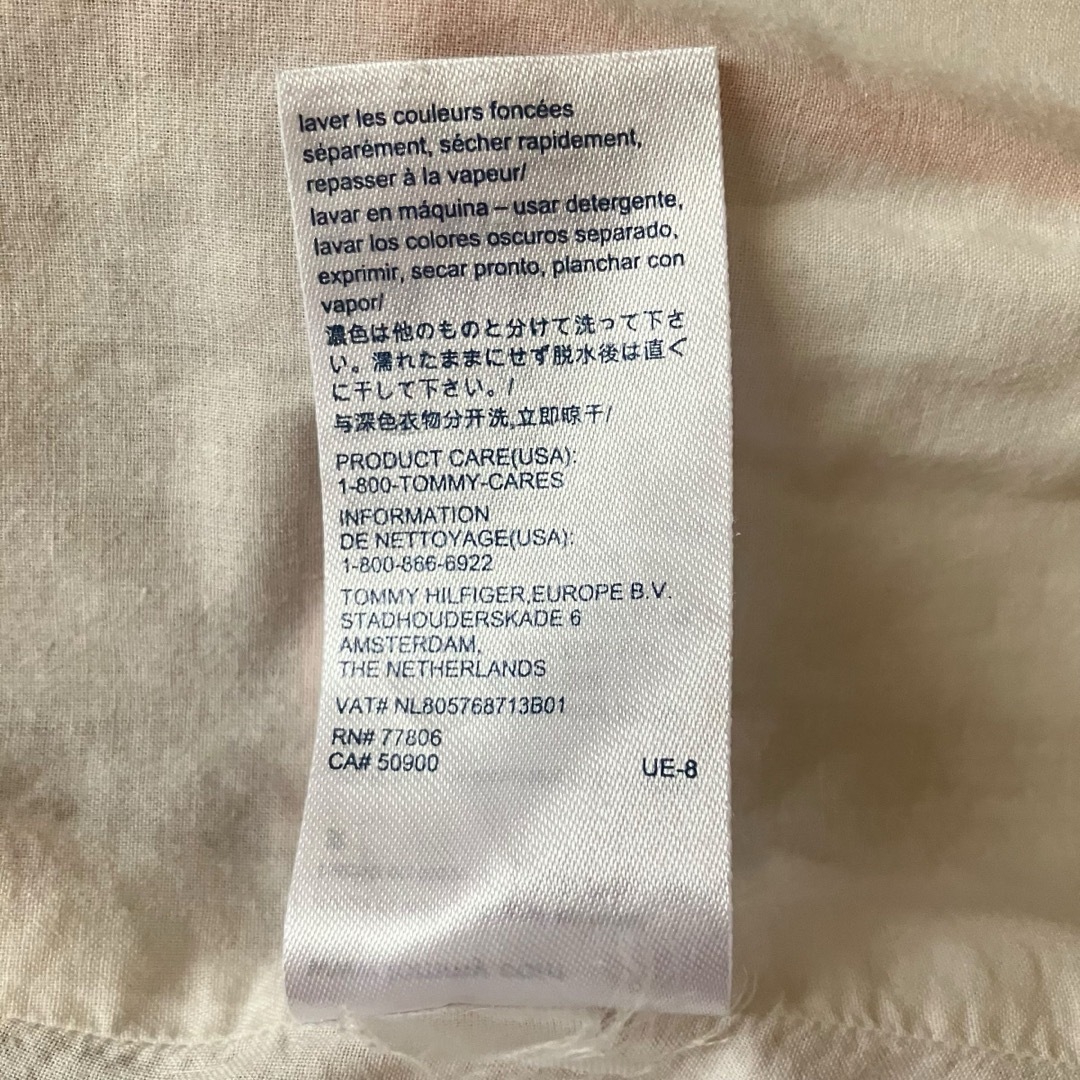 laver les couleurs foncées
séparément, sécher rapidement,
repasser à la vapeur/
lavar en máquina – usar detergente,
lavar los colores oscuros separado,
exprimir, secar pronto, planchar con
vapor/
濃色は他のものと分けて洗って下さ
い。濡れたままにせず脱水後は直ぐ
に干して下さい。/
与深色衣物分开洗,立即晾干/
PRODUCT CARE(USA):
1-800-TOMMY-CARES
INFORMATION
DE NETTOYAGE(USA):
1-800-866-6922
TOMMY HILFIGER,EUROPE B.V.
STADHOUDERSKADE 6
AMSTERDAM,
THE NETHERLANDS
VAT# NL805768713B01
RN# 77806
CA# 50900
UE-8